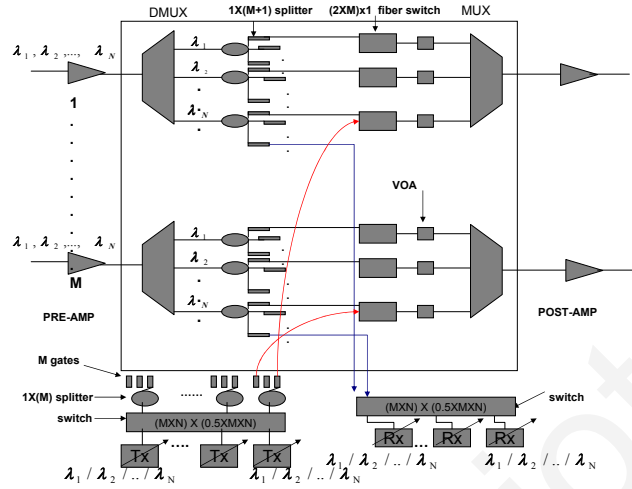 DMUX
1X(M+1) splitter
(2XM)x1 fiber switch
MUX
λ1 , λ2 ,..., λN
λ1
λ2
λN
1
M
VOA
λ1 , λ2 ,..., λN
λ1
λ2
λN
PRE-AMP
POST-AMP
M gates
1X(M) splitter
......
switch
(MXN) X (0.5XMXN)
(MXN) X (0.5XMXN)
switch
Tx
....
Tx
Tx
Rx
...
Rx
Rx
λ1 / λ2 / .. / λN
λ1 / λ2 / .. / λN
λ1 / λ2 / .. / λN
λ1 / λ2 / .. / λN